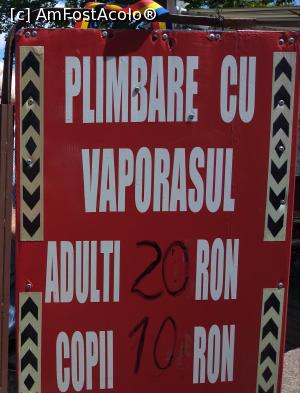 (c) AmFostAcolo®
PLIMBARE CU
VAPORASUL
ADULTI 20 RON
COPII 10 RON